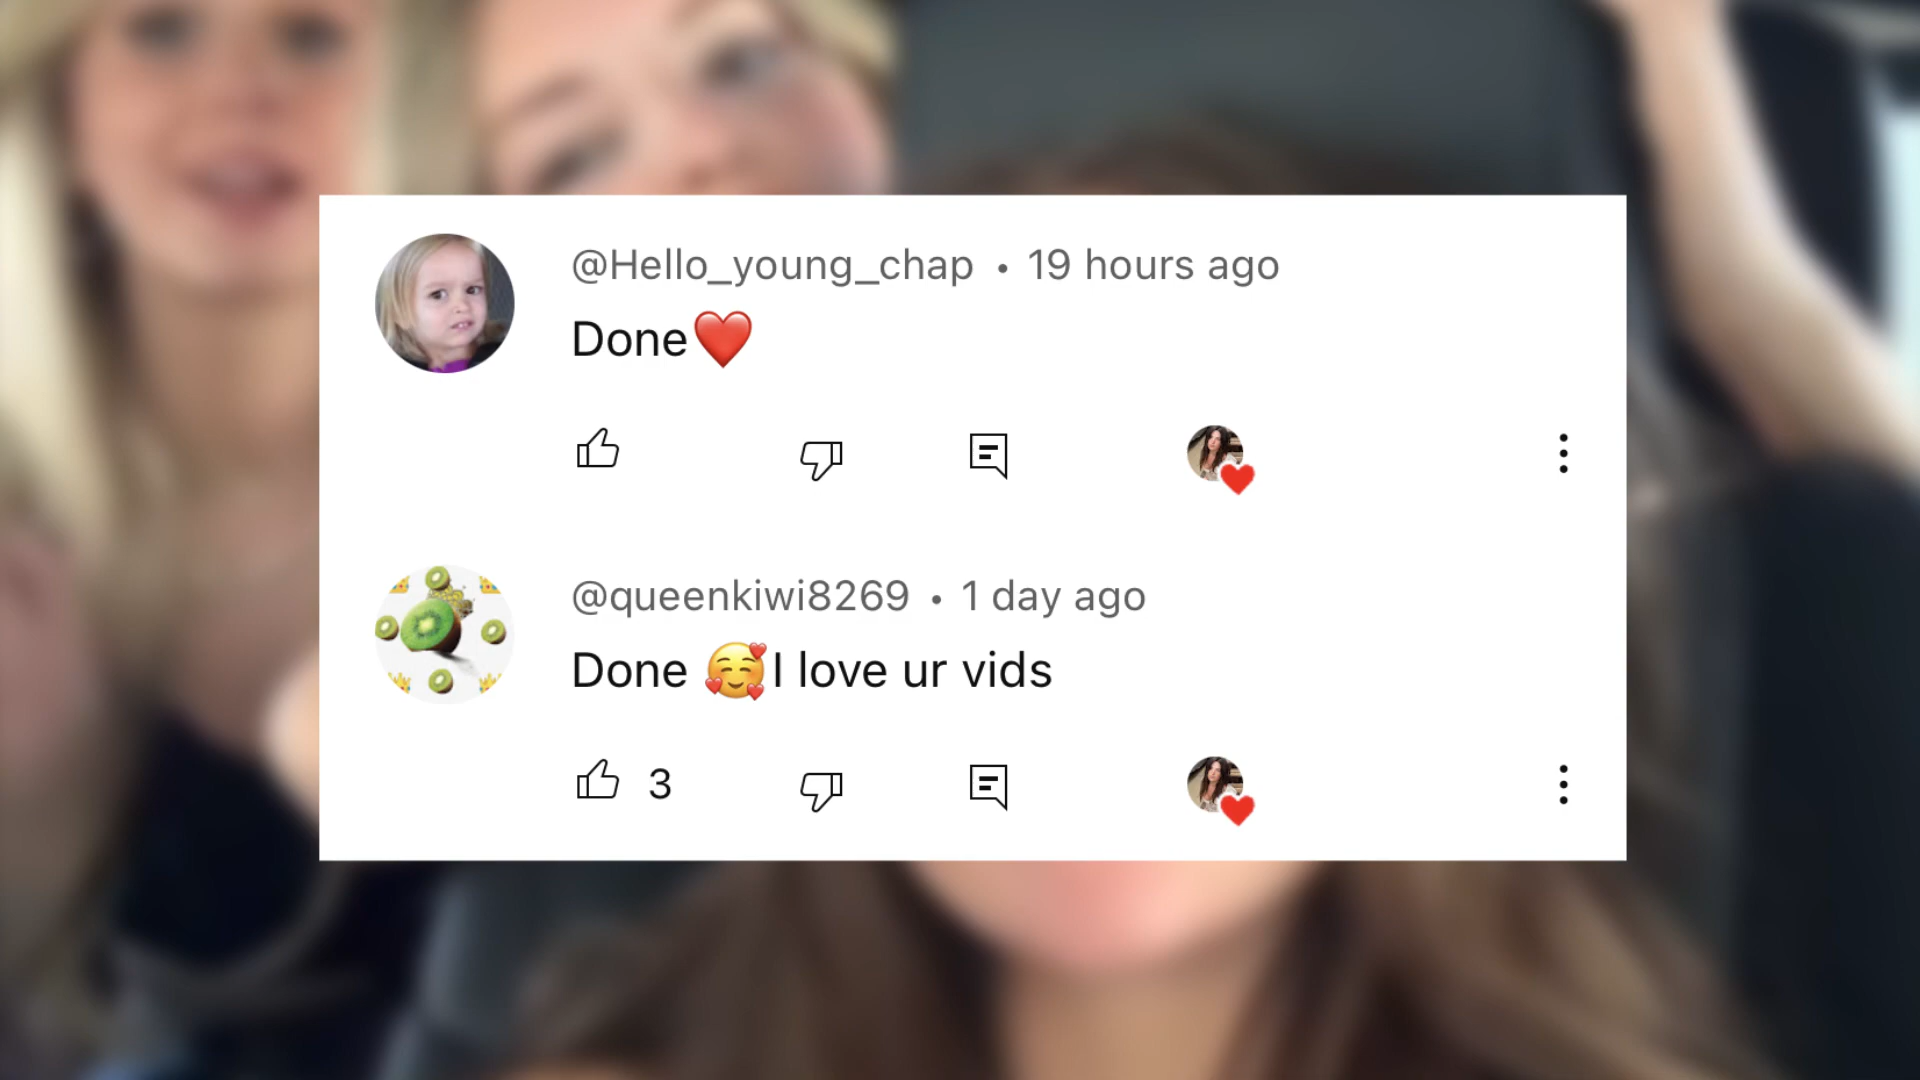 @Hello_young_chap • 19 hours ago
Done❤️
@queenkiwi8269 • 1 day ago
Done 🥰I love ur vids
3